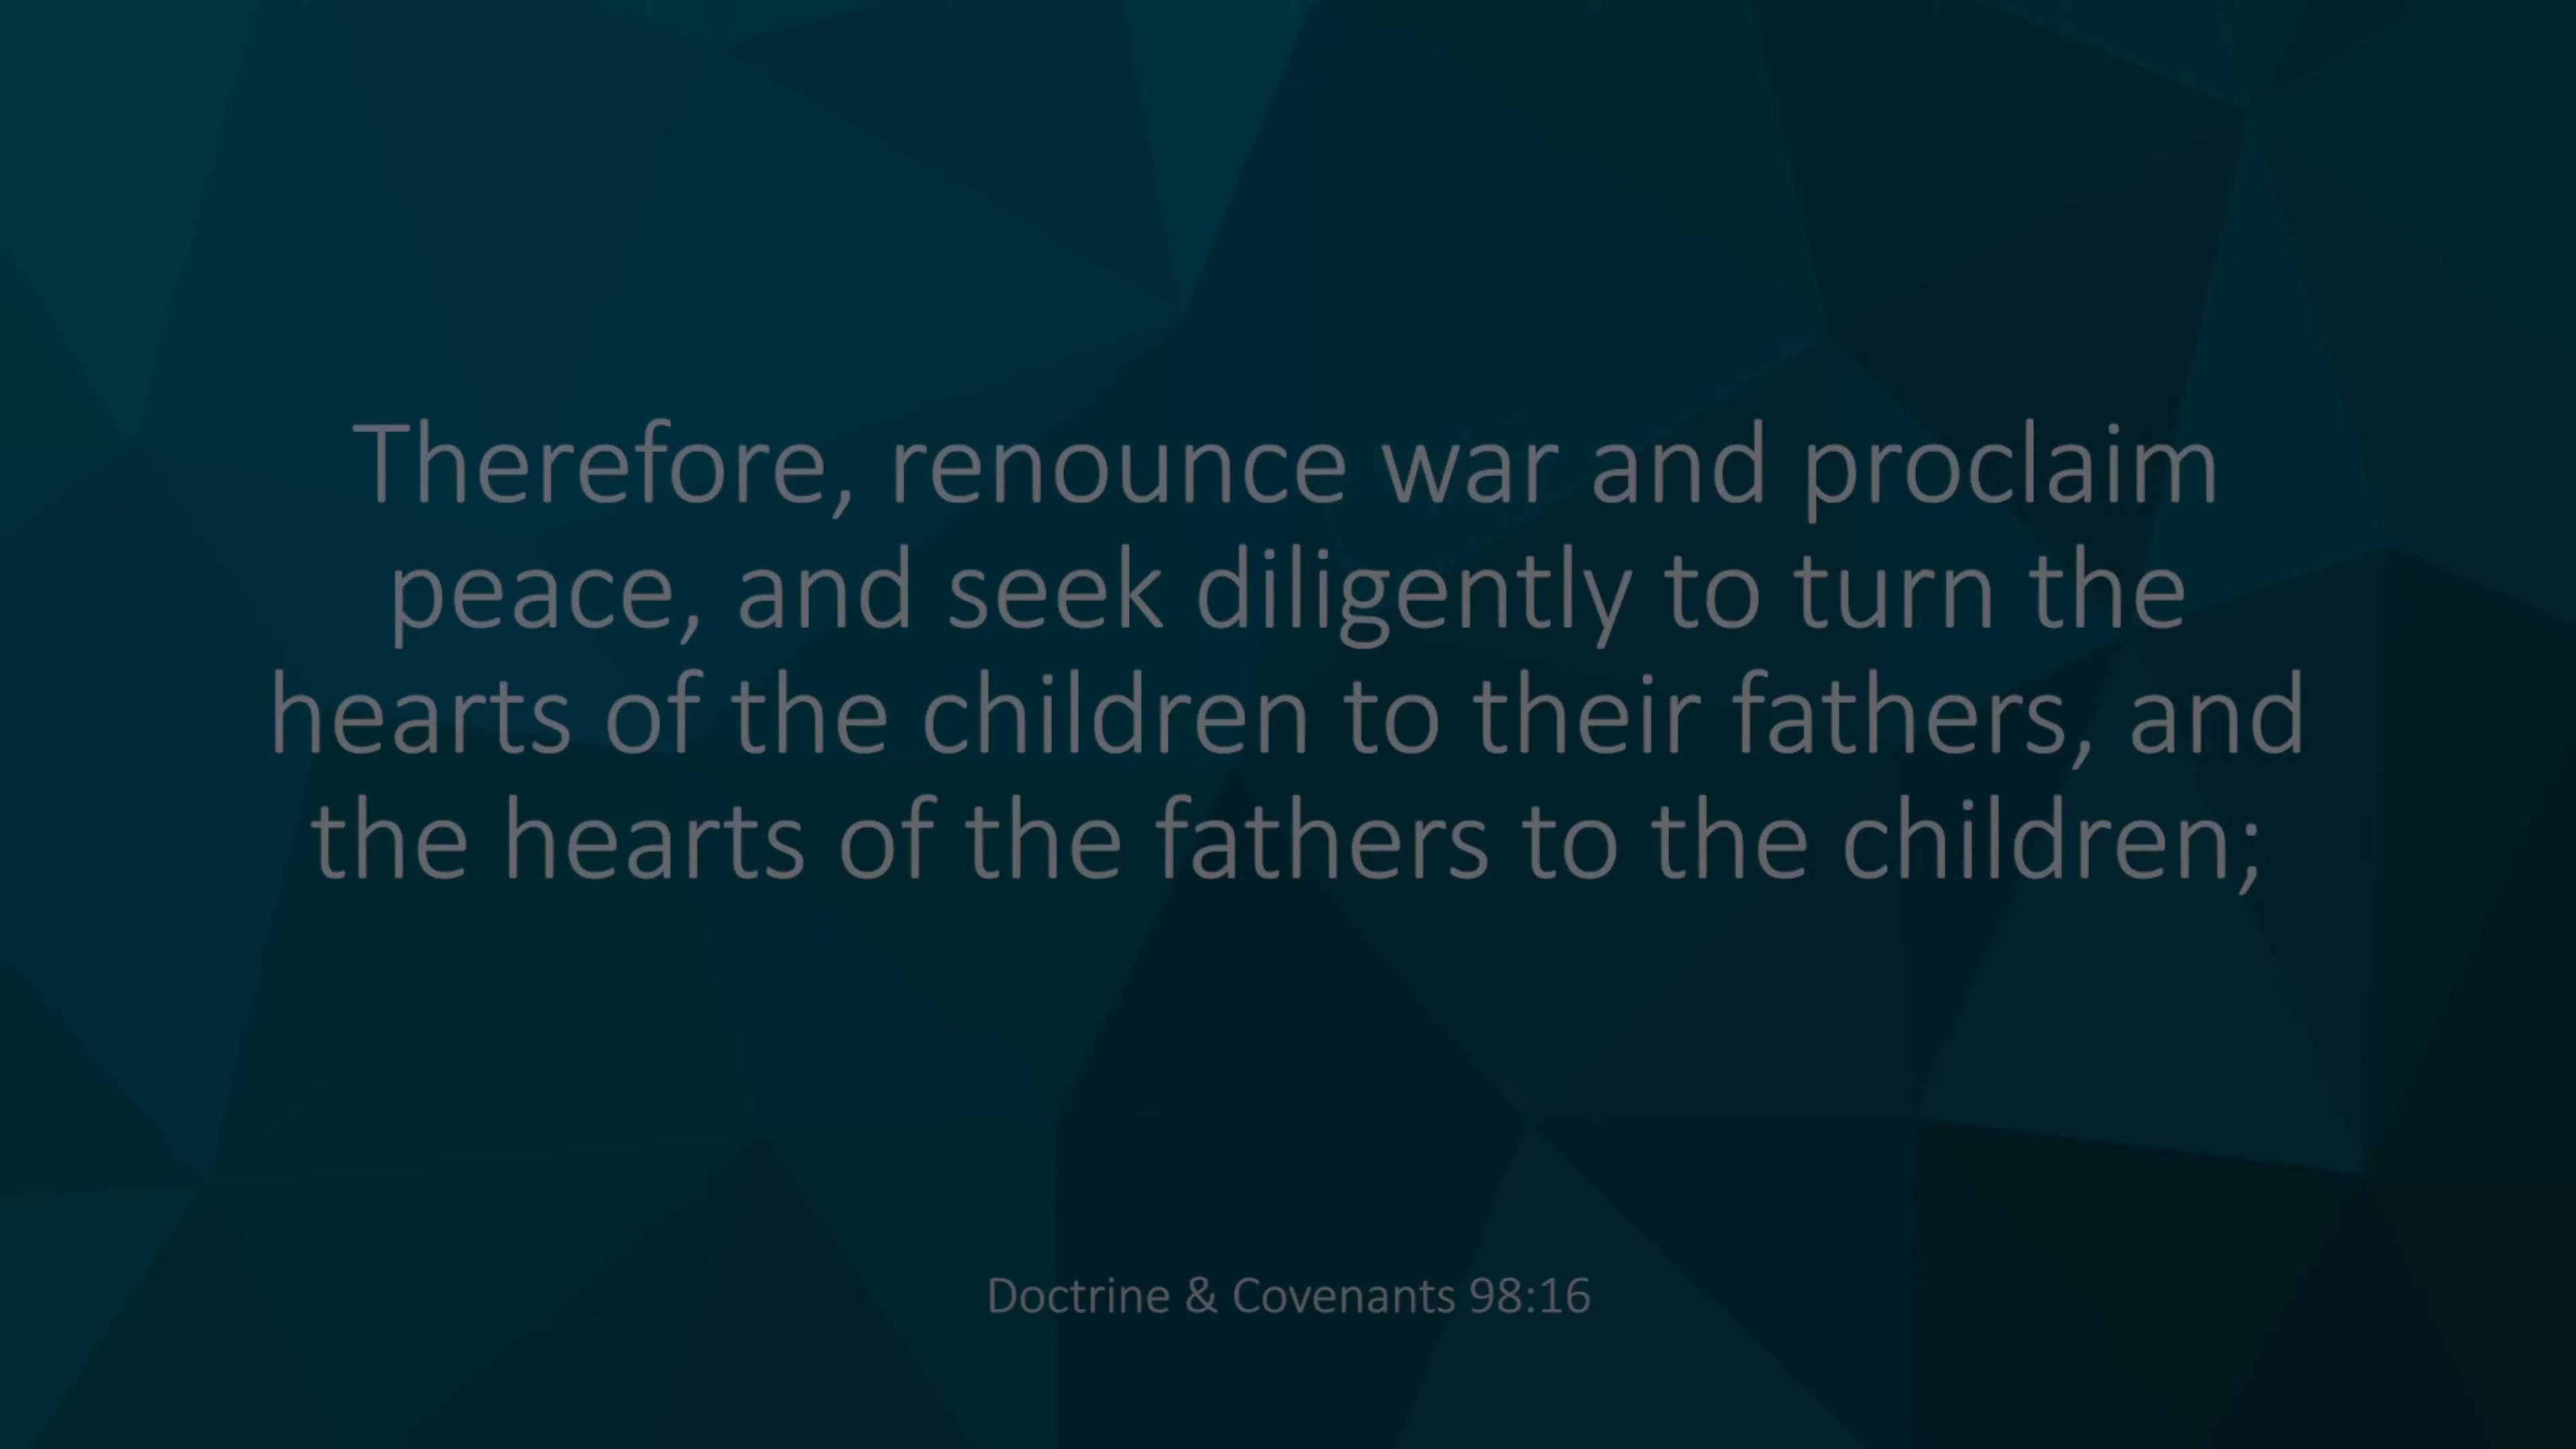 Therefore, renounce war and proclaim
peace, and seek diligently to turn the
hearts of the children to their fathers, and
the hearts of the fathers to the children;
Doctrine & Covenants 98:16